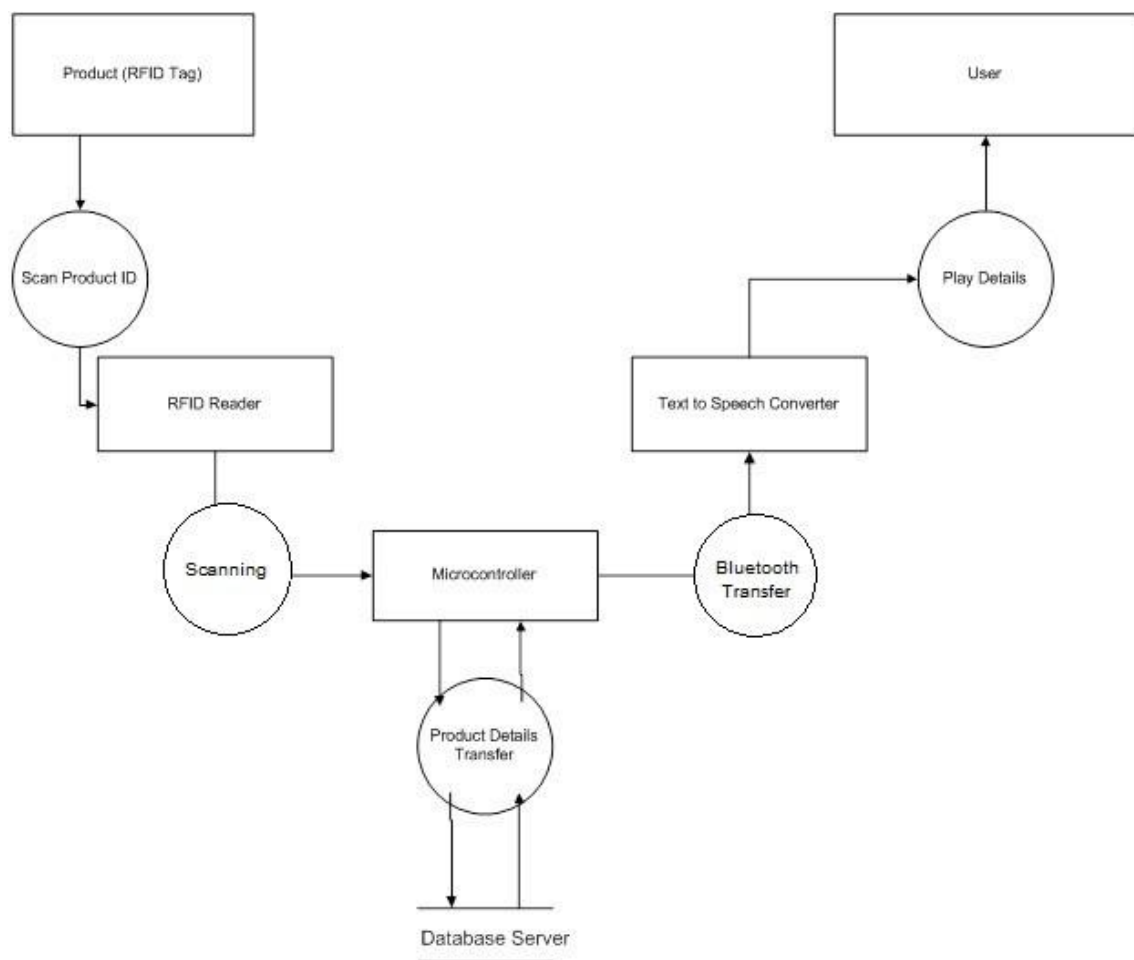 Product (RFID Tag)
User
Scan Product ID
Play Details
RFID Reader
Text to Speech Converter
Scanning
Microcontroller
Bluetooth
Transfer
Product Details
Transfer
Database Server